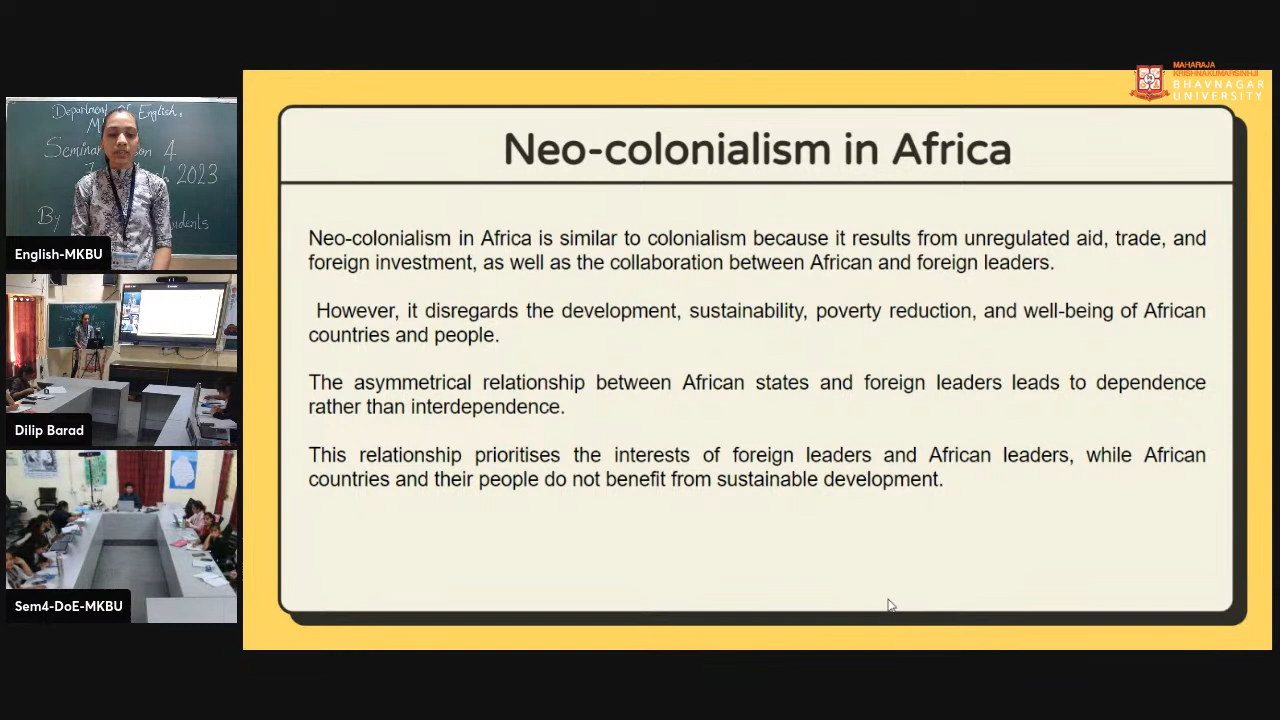 MAHARAJA
KRISHNAKUMARSINHJI
BHAVNAGAR
UNIVERSITY
Neo-colonialism in Africa
Neo-colonialism in Africa is similar to colonialism because it results from unregulated aid, trade, and
foreign investment, as well as the collaboration between African and foreign leaders.
However, it disregards the development, sustainability, poverty reduction, and well-being of African
countries and people.
The asymmetrical relationship between African states and foreign leaders leads to dependence
rather than interdependence.
This relationship prioritises the interests of foreign leaders and African leaders, while African
countries and their people do not benefit from sustainable development.
Department Of English,
Seminar on 4
2023
By
English-MKBU
Dilip Barad
Sem4-DoE-MKBU